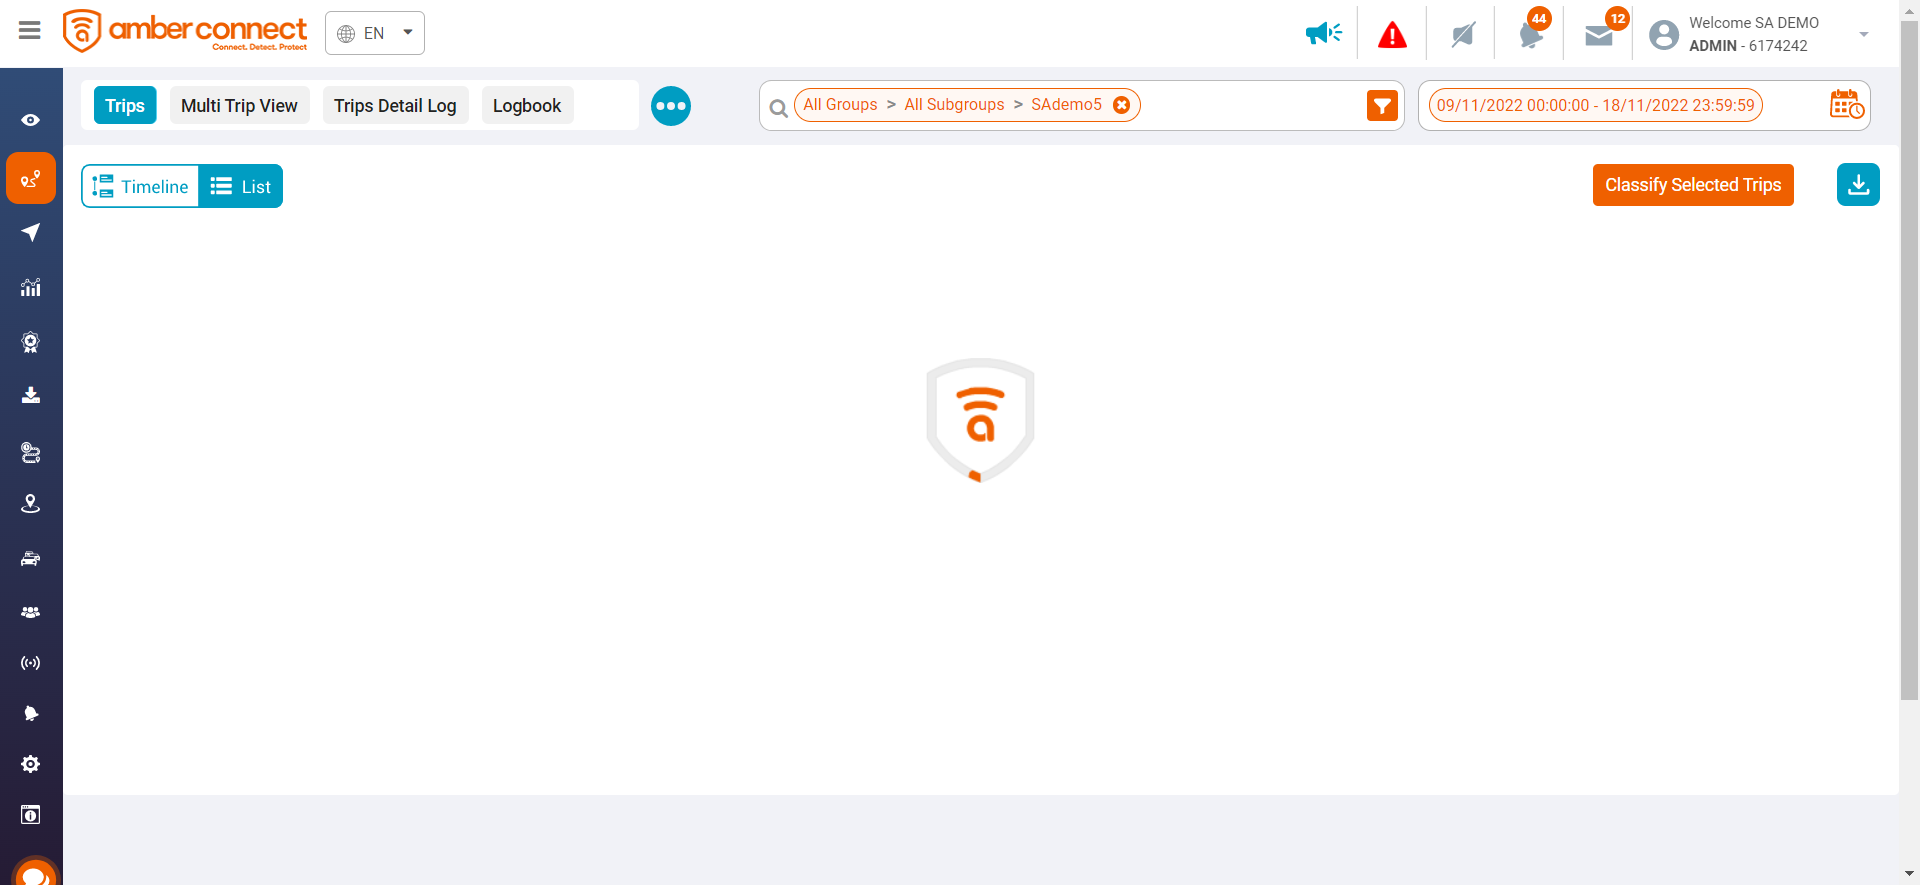 amber connect
Connect. Detect. Protect
EN
44
12
Welcome SA DEMO
ADMIN - 6174242
Trips
Multi Trip View
Trips Detail Log
Logbook
All Groups > All Subgroups > SAdemo5
09/11/2022 00:00:00 - 18/11/2022 23:59:59
Timeline
List
Classify Selected Trips